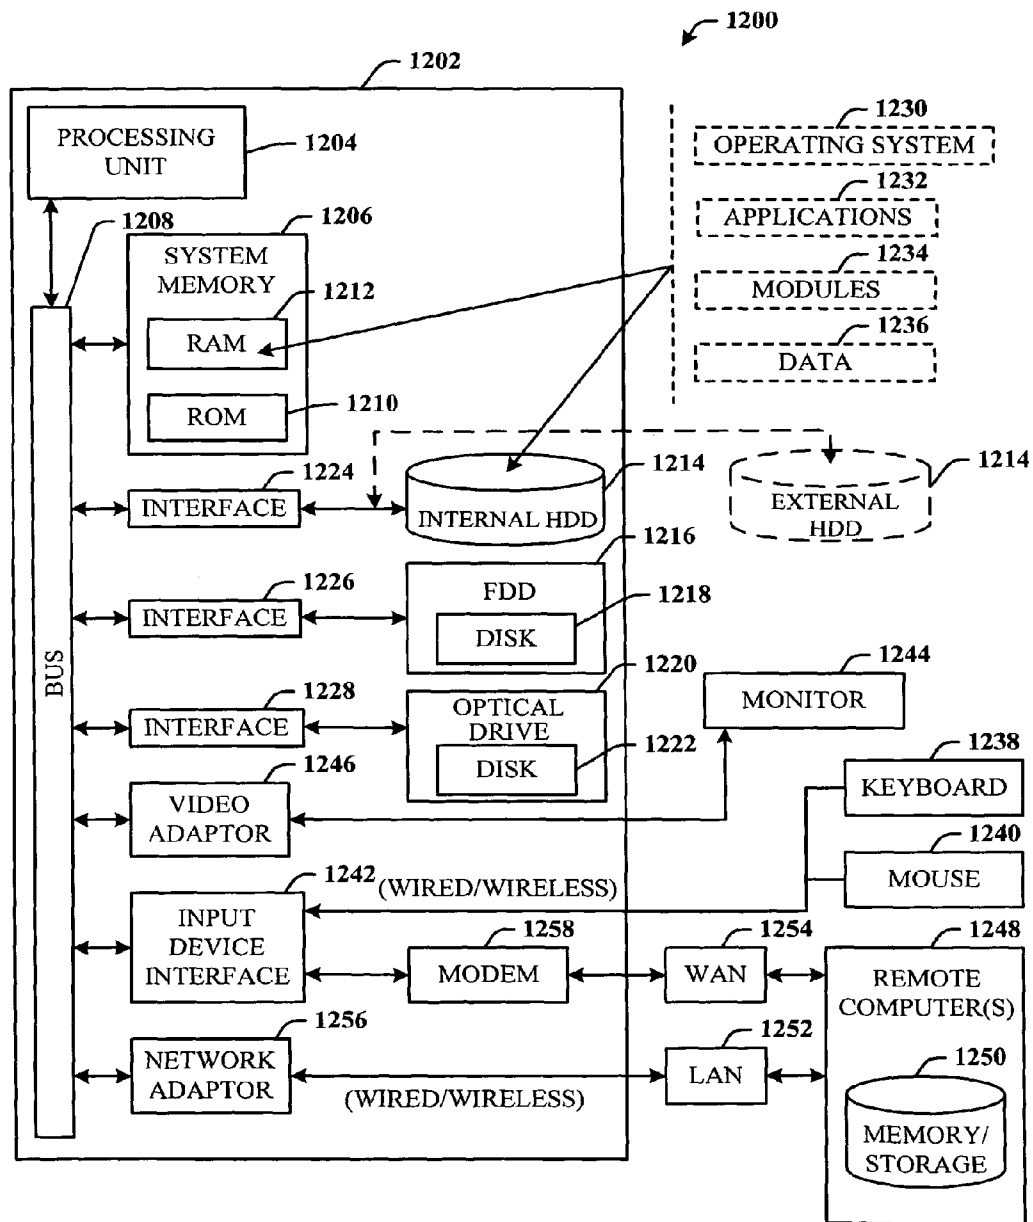 1200
1202
PROCESSING
UNIT
1204
1230
OPERATING SYSTEM
1232
APPLICATIONS
1234
MODULES
1236
DATA
1208
1206
SYSTEM
MEMORY
1212
RAM
1210
ROM
BUS
1224
INTERFACE
1214
INTERNAL HDD
1214
EXTERNAL
HDD
1226
INTERFACE
1216
FDD
1218
DISK
1228
INTERFACE
1220
OPTICAL
DRIVE
1222
DISK
1244
MONITOR
1246
VIDEO
ADAPTOR
1238
KEYBOARD
1240
MOUSE
1242
INPUT
DEVICE
INTERFACE
(WIRED/WIRELESS)
1258
MODEM
1254
WAN
1248
REMOTE
COMPUTER(S)
1256
NETWORK
ADAPTOR
(WIRED/WIRELESS)
1252
LAN
1250
MEMORY/
STORAGE